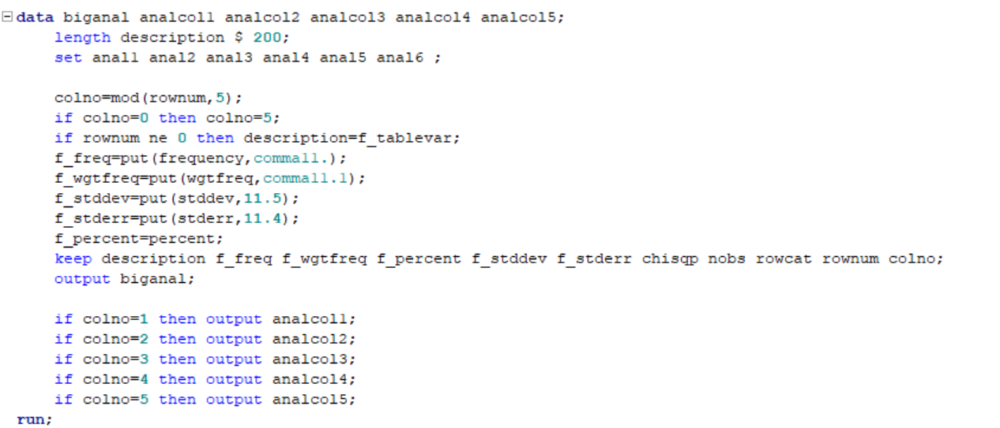 data biganal analcol1 analcol2 analcol3 analcol4 analcol5;
length description $ 200;
set anal1 anal2 anal3 anal4 anal5 anal6 ;
colno=mod(rownum,5);
if colno=0 then colno=5;
if rownum ne 0 then description=f_tablevar;
f_freq=put(frequency,comma11.);
f_wgtfreq=put(wgtfreq,comma11.1);
f_stddev=put(stddev,11.5);
f_stderr=put(stderr,11.4);
f_percent=percent;
keep description f_freq f_wgtfreq f_percent f_stddev f_stderr chisqp nobs rowcat rownum colno;
output biganal;
if colno=1 then output analcol1;
if colno=2 then output analcol2;
if colno=3 then output analcol3;
if colno=4 then output analcol4;
if colno=5 then output analcol5;
run;